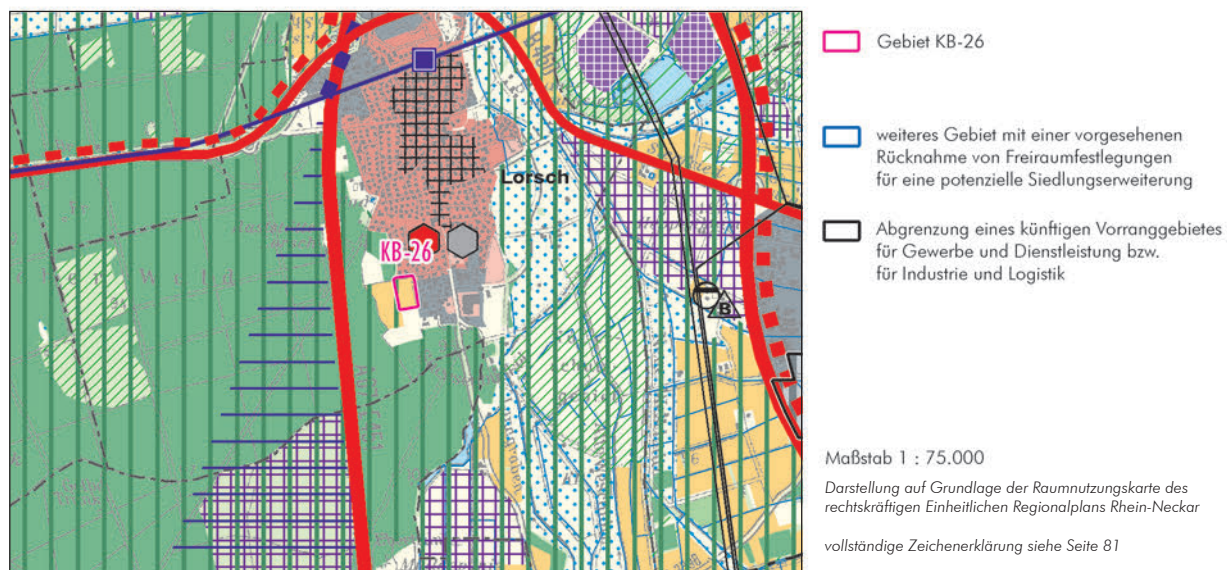 Lorsch
KB-26
B
Gebiet KB-26
weiteres Gebiet mit einer vorgesehenen
Rücknahme von Freiraumfestlegungen
für eine potenzielle Siedlungserweiterung
Abgrenzung eines künftigen Vorranggebietes
für Gewerbe und Dienstleistung bzw.
für Industrie und Logistik
Maßstab 1 : 75.000
Darstellung auf Grundlage der Raumnutzungskarte des
rechtskräftigen Einheitlichen Regionalplans Rhein-Neckar
vollständige Zeichenerklärung siehe Seite 81